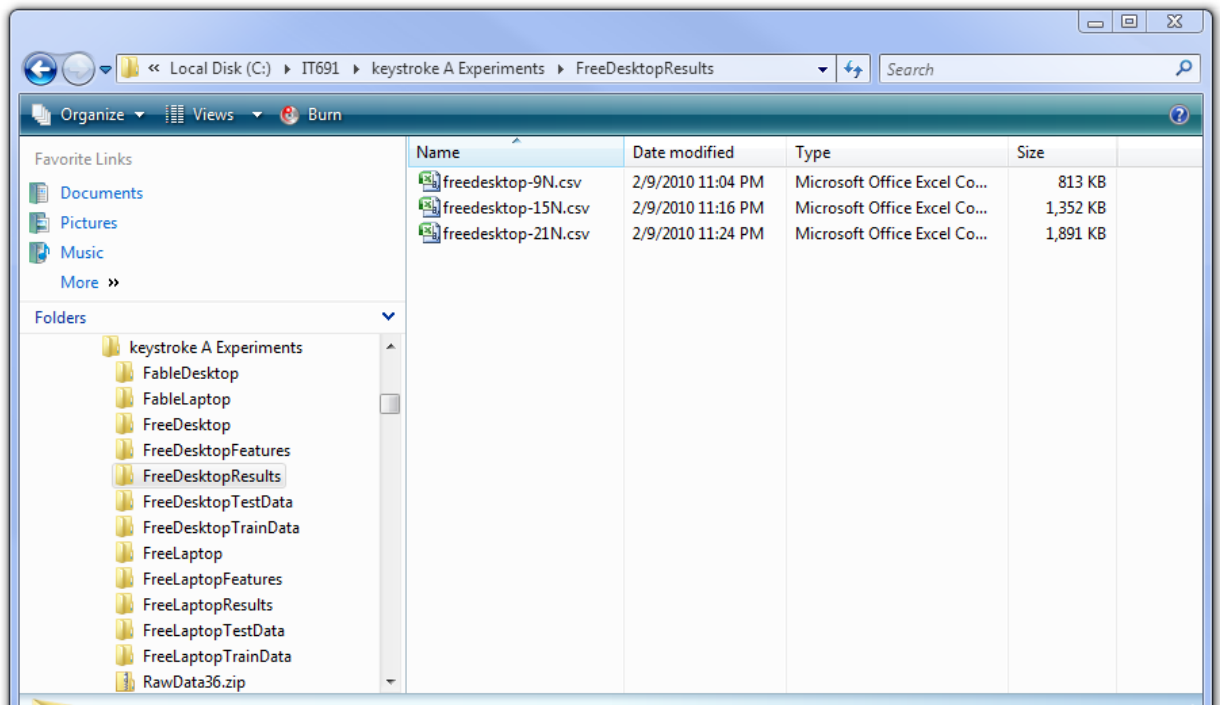 « Local Disk (C:) ▸ IT691 ▸ keystroke A Experiments ▸ FreeDesktopResults
Search
Organize Views Burn
Favorite Links
Documents
Pictures
Music
More »
Folders
keystroke A Experiments
FableDesktop
FableLaptop
FreeDesktop
FreeDesktopFeatures
FreeDesktopResults
FreeDesktopTestData
FreeDesktopTrainData
FreeLaptop
FreeLaptopFeatures
FreeLaptopResults
FreeLaptopTestData
FreeLaptopTrainData
RawData36.zip
Name Date modified Type Size
freedesktop-9N.csv 2/9/2010 11:04 PM Microsoft Office Excel Co... 813 KB
freedesktop-15N.csv 2/9/2010 11:16 PM Microsoft Office Excel Co... 1,352 KB
freedesktop-21N.csv 2/9/2010 11:24 PM Microsoft Office Excel Co... 1,891 KB